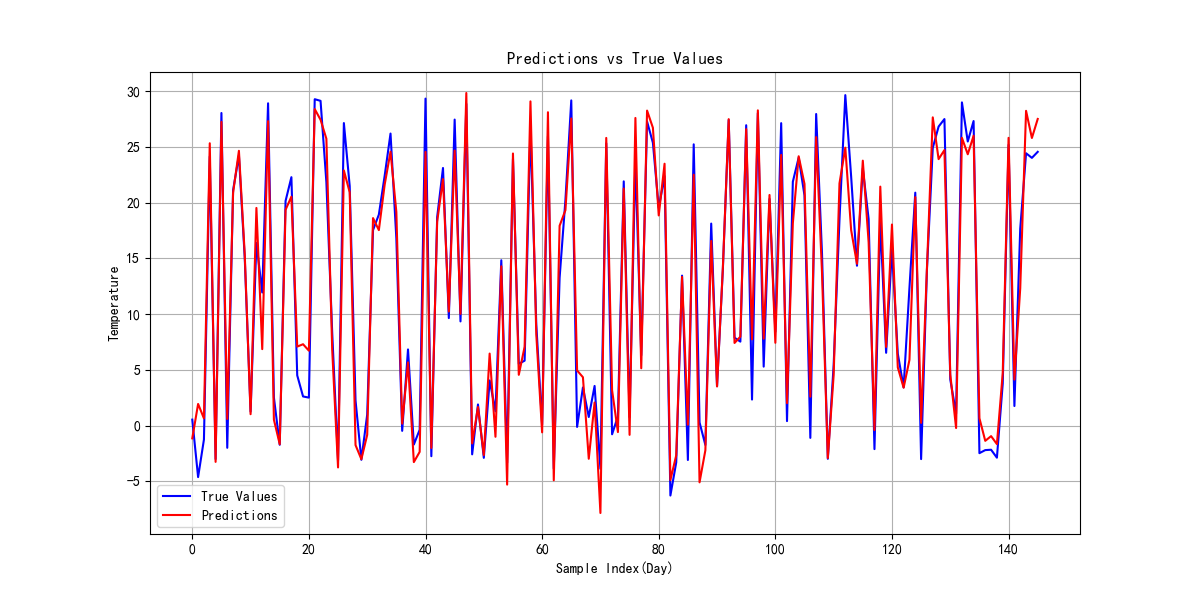 Predictions vs True Values
Temperature
30
25
20
15
10
5
0
−5
True Values
Predictions
0 20 40 60 80 100 120 140
Sample Index(Day)